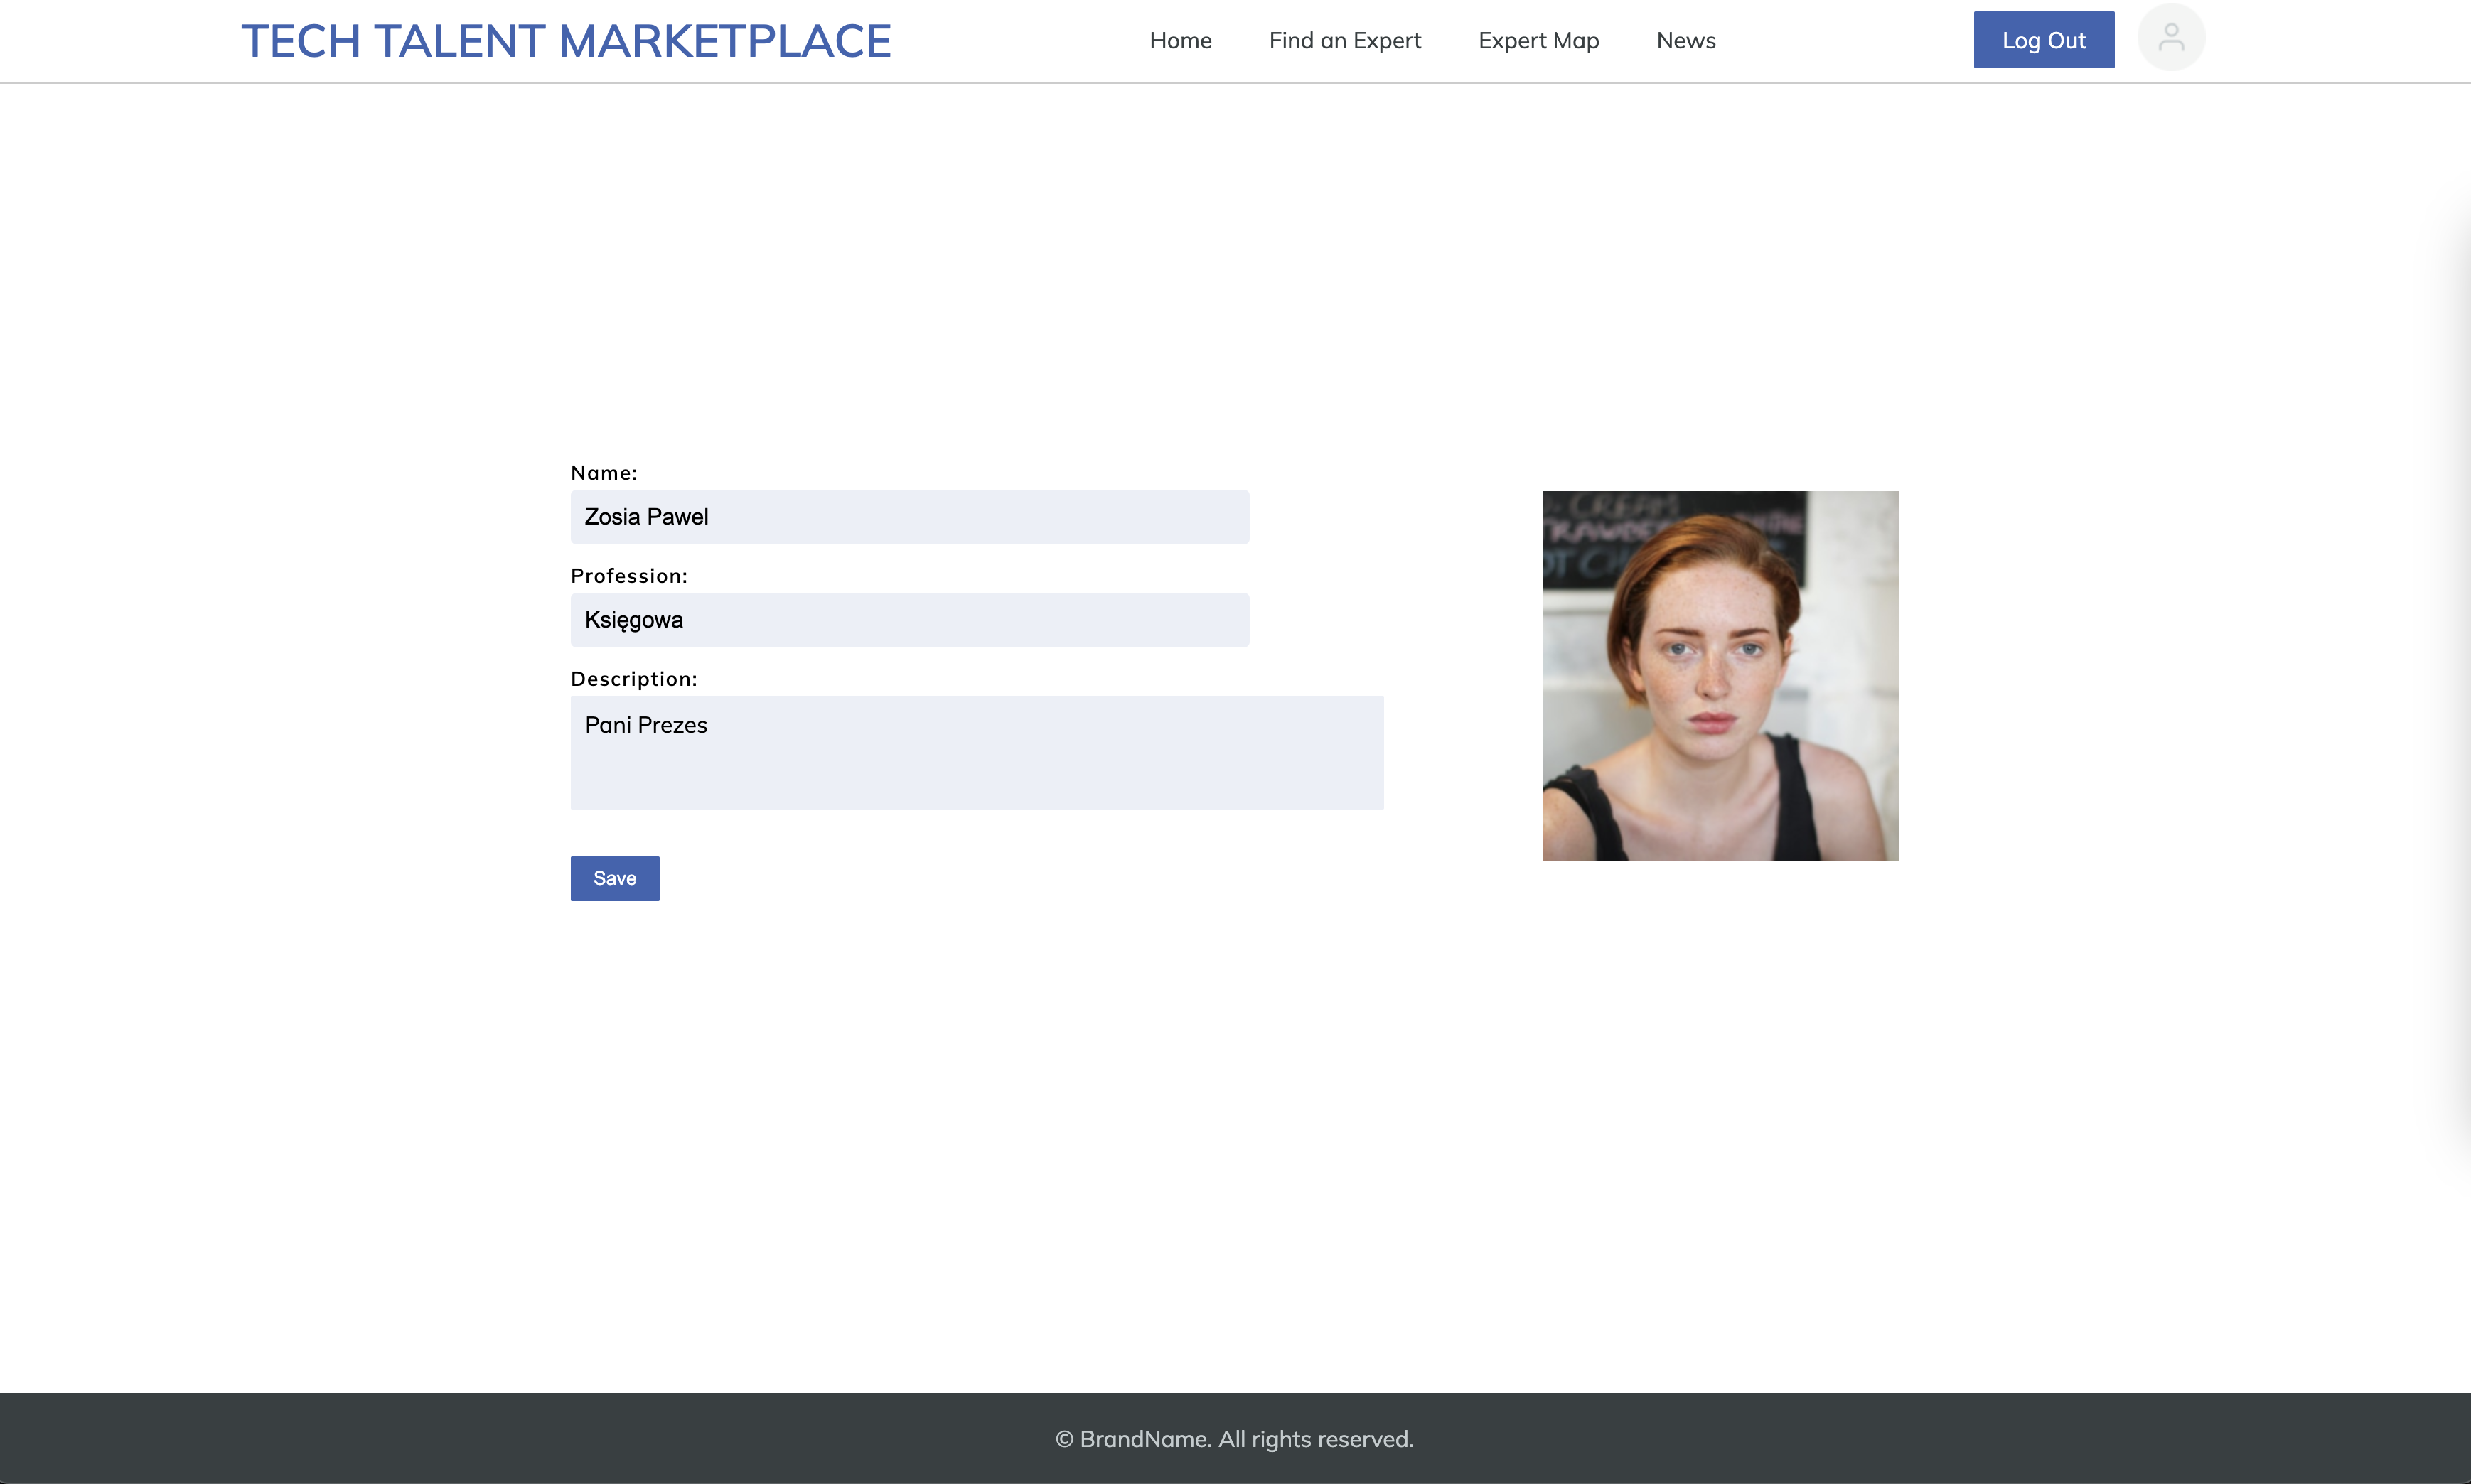 TECH TALENT MARKETPLACE
Home
Find an Expert
Expert Map
News
Log Out
Name:
Zosia Pawel
Profession:
Księgowa
Description:
Pani Prezes
Save
CREAM
© BrandName. All rights reserved.